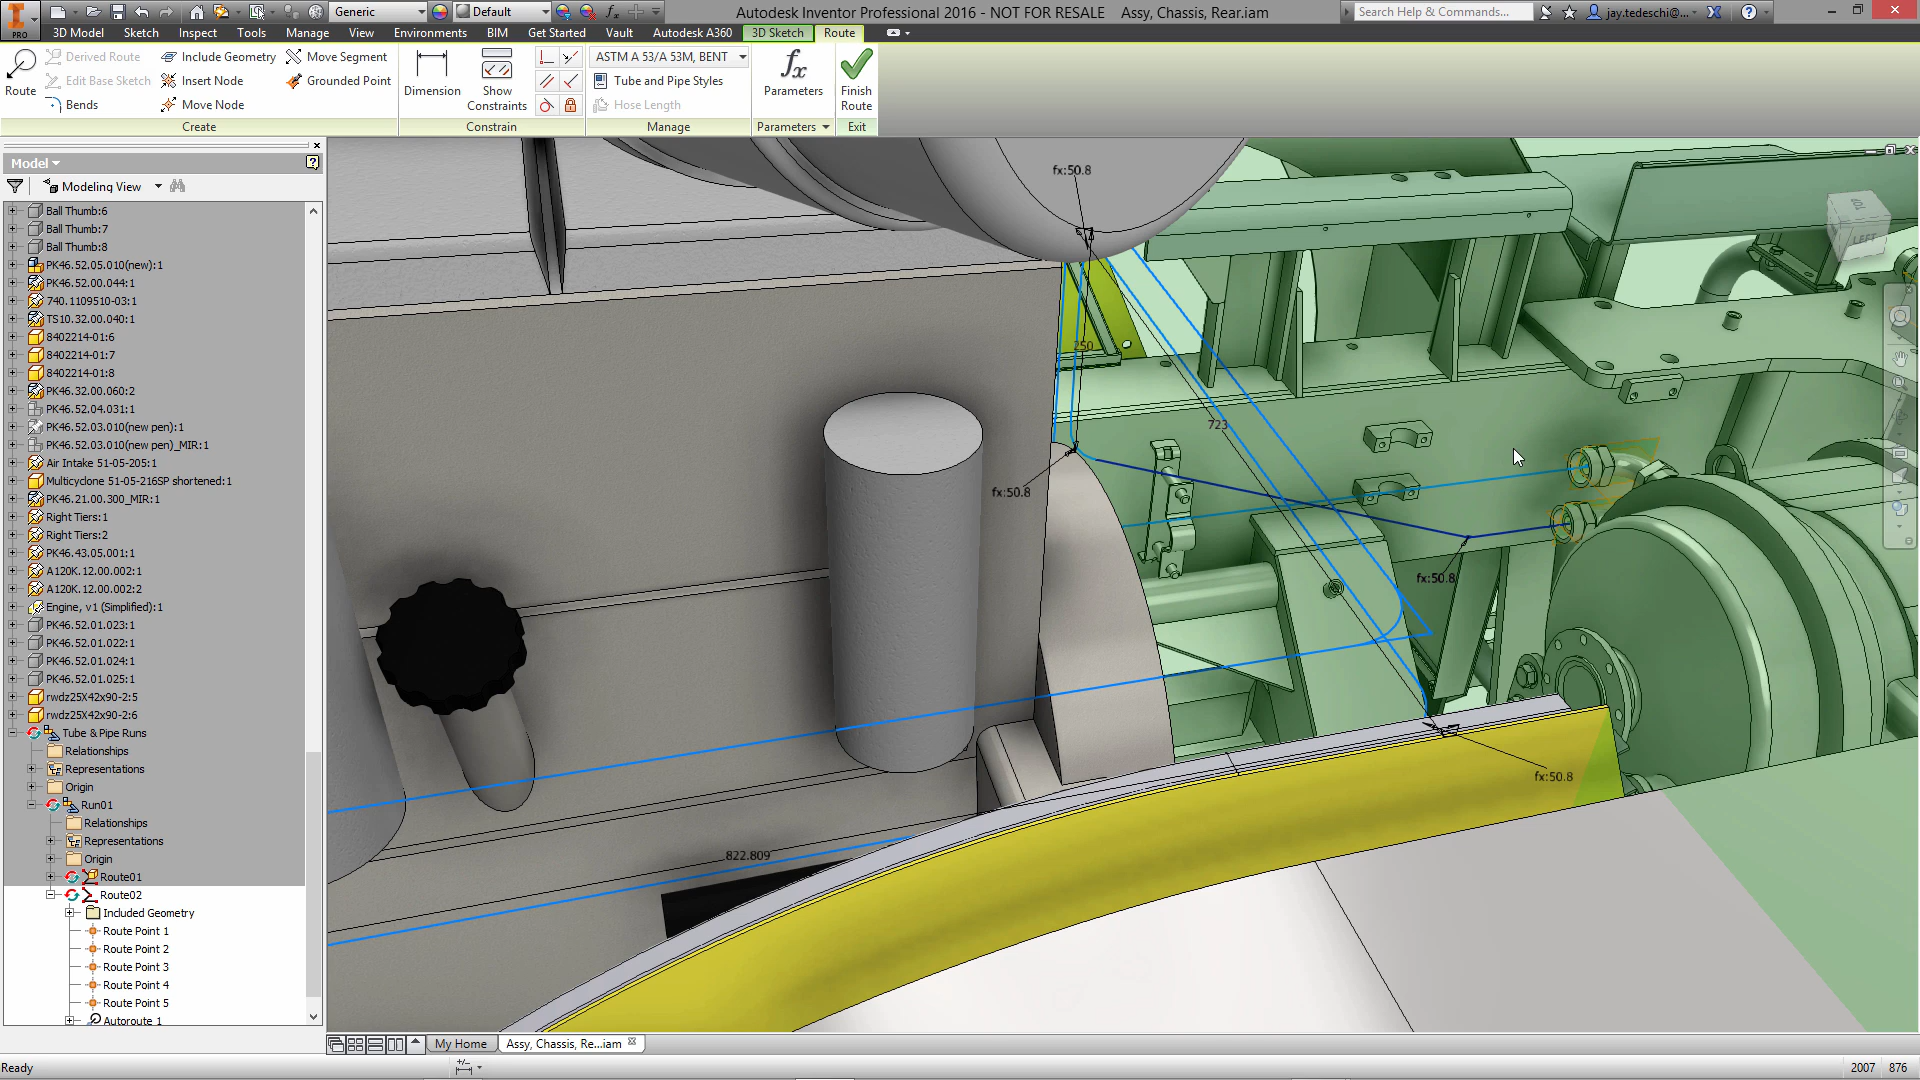 Generic
Default
Autodesk Inventor Professional 2016 - NOT FOR RESALE Assy, Chassis, Rear.iam
Search Help & Commands...
jay.tedeschi@...
PRO
3D Model
Sketch
Inspect
Tools
Manage
View
Environments
BIM
Get Started
Vault
Autodesk A360
3D Sketch
Route
Route
Derived Route
Edit Base Sketch
Bends
Include Geometry
Insert Node
Move Node
Move Segment
Grounded Point
Create
Dimension
Show
Constraints
Constrain
ASTM A 53/A 53M, BENT
Tube and Pipe Styles
Hose Length
Manage
fx
Parameters
Parameters
Finish
Route
Exit
Model
Modeling View
Ball Thumb:6
Ball Thumb:7
Ball Thumb:8
PK46.52.05.010(new):1
PK46.52.00.044:1
740.1109510-03:1
TS10.32.00.040:1
8402214-01:6
8402214-01:7
8402214-01:8
PK46.32.00.060:2
PK46.52.04.031:1
PK46.52.03.010(new pen):1
PK46.52.03.010(new pen)_MIR:1
Air Intake 51-05-205:1
Multicyclone 51-05-216SP shortened:1
PK46.21.00.300_MIR:1
Right Tiers:1
Right Tiers:2
PK46.43.05.001:1
A120K.12.00.002:1
A120K.12.00.002:2
Engine, v1 (Simplified):1
PK46.52.01.023:1
PK46.52.01.022:1
PK46.52.01.024:1
PK46.52.01.025:1
rwdz25X42x90-2:5
rwdz25X42x90-2:6
Tube & Pipe Runs
Relationships
Representations
Origin
Run01
Relationships
Representations
Origin
Route01
Route02
Included Geometry
Route Point 1
Route Point 2
Route Point 3
Route Point 4
Route Point 5
Autoroute 1
fx:50.8
250
723
fx:50.8
fx:50.8
fx:50.8
822.809
TOP
LEFT
My Home
Assy, Chassis, Re...iam
Ready
2007 876